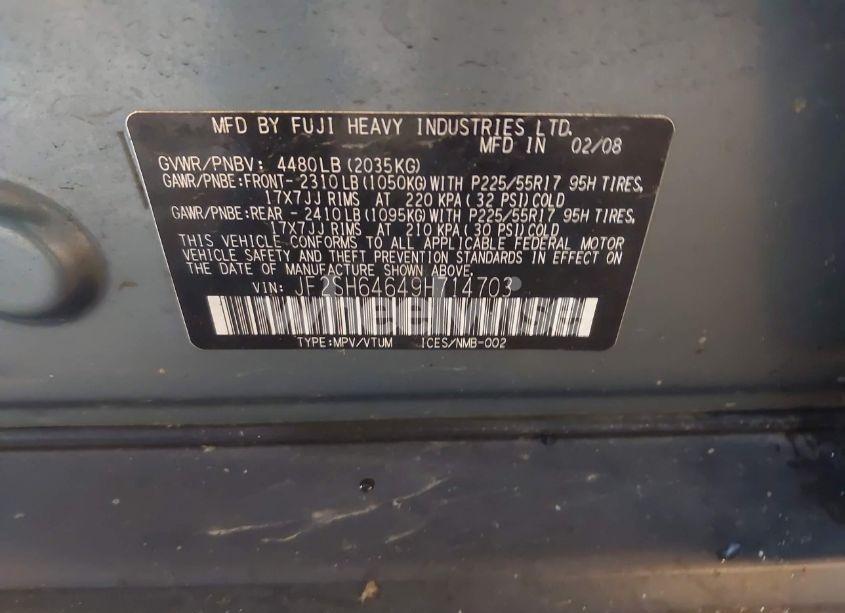 MFD BY FUJI HEAVY INDUSTRIES LTD.
MFD IN 02/08
GVWR/PNBV: 4480LB (2035KG)
GAWR/PNBE: FRONT- 2310 LB (1050KG) WITH P225/55R17 95H TIRES,
17X7JJ RIMS AT 220 KPA (32 PSI) COLD
GAWR/PNBE: REAR - 2410 LB (1095KG) WITH P225/55R17 95H TIRES,
17X7JJ RIMS AT 210 KPA (30 PSI) COLD
THIS VEHICLE CONFORMS TO ALL APPLICABLE FEDERAL MOTOR
VEHICLE SAFETY AND THEFT PREVENTION STANDARDS IN EFFECT ON
THE DATE OF MANUFACTURE SHOWN ABOVE.
VIN: JF2SH64649H714703
TYPE:MPV/VTUM ICES/NMB-002